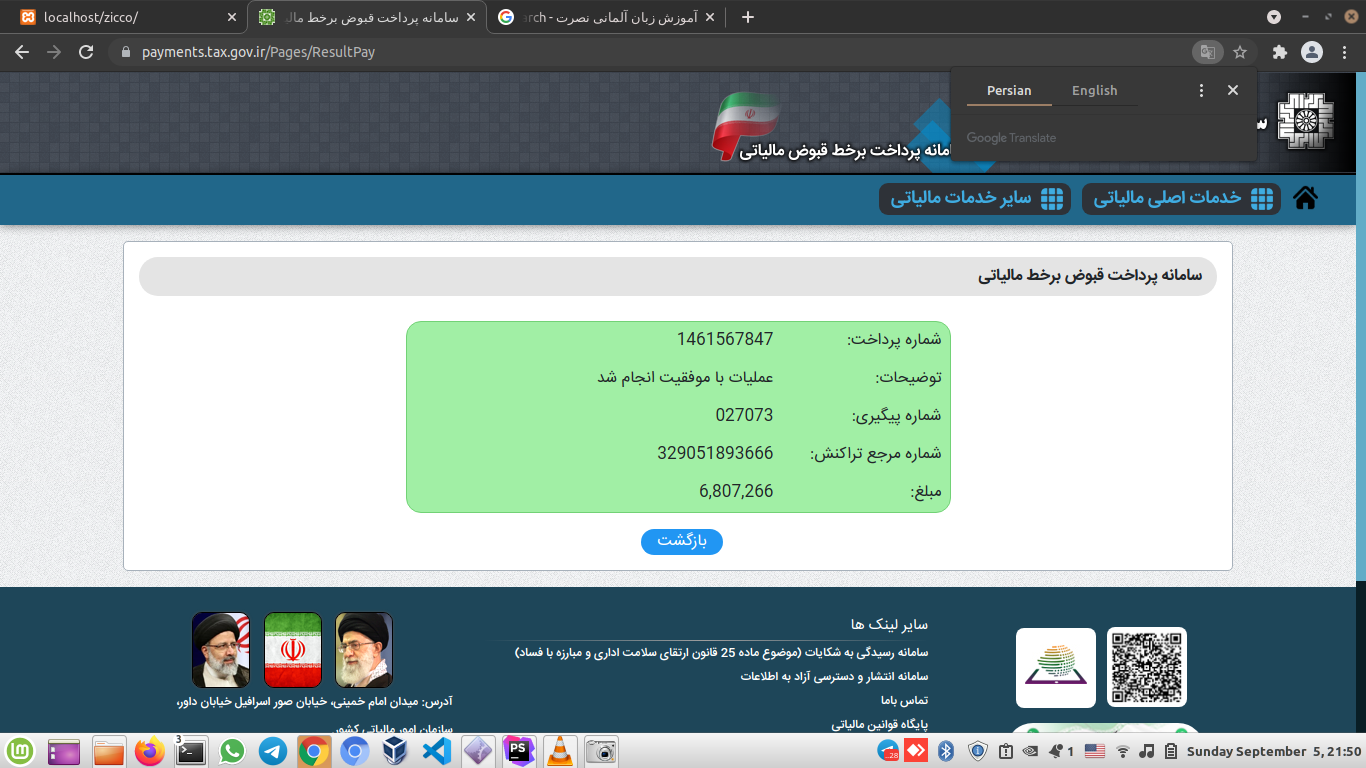 localhost/zicco/
سامانه پرداخت قبوض برخط مالی
آموزش زبان آلمانی نصرت - arch
payments.tax.gov.ir/Pages/ResultPay
Persian
English
Google Translate
سامانه پرداخت برخط قبوض مالیاتی
خدمات اصلی مالیاتی
سایر خدمات مالیاتی
سامانه پرداخت قبوض برخط مالیاتی
شماره پرداخت: 1461567847
توضیحات: عملیات با موفقیت انجام شد
شماره پیگیری: 027073
شماره مرجع تراکنش: 329051893666
مبلغ: 6,807,266
بازگشت
سایر لینک ها
سامانه رسیدگی به شکایات (موضوع ماده 25 قانون ارتقای سلامت اداری و مبارزه با فساد)
سامانه انتشار و دسترسی آزاد به اطلاعات
تماس باما
پایگاه قوانین مالیاتی
آدرس: میدان امام خمینی، خیابان صور اسرافیل خیابان داور،
سازمان امور مالیاتی کشور
3
PS
28
1
Sunday September 5, 21:50